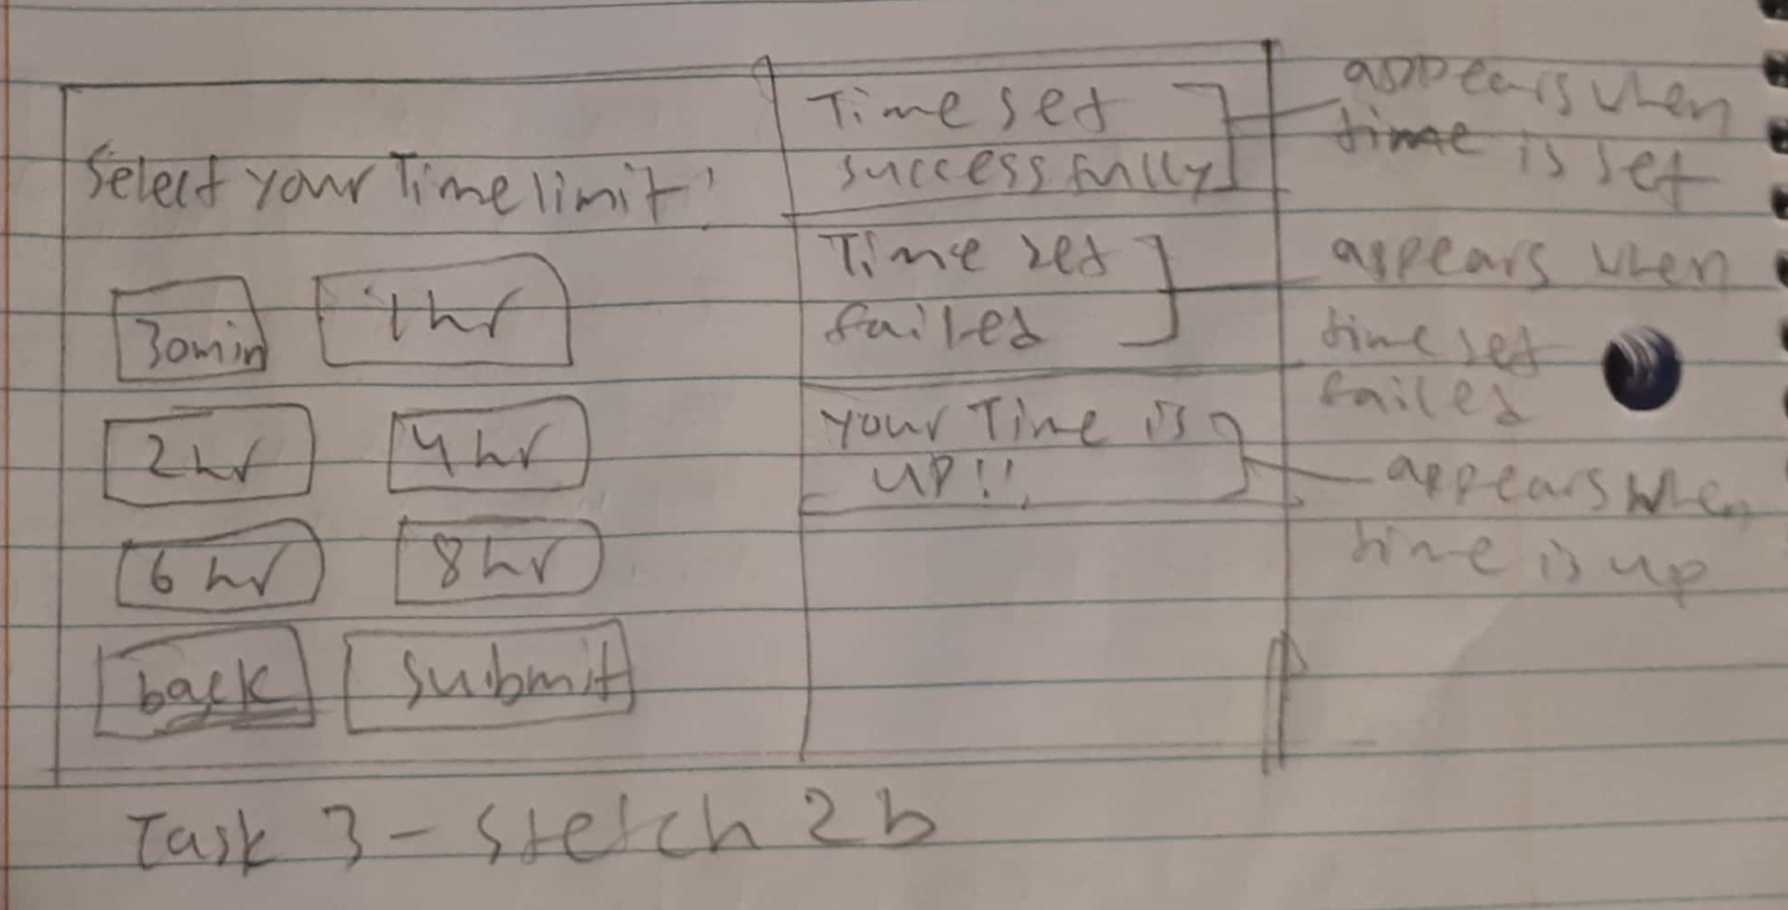 Select your Time limit:
30min
1hr
2hr
4hr
6hr
8hr
back
submit
Time set
successfully
Time set
failed
your Time is
UP!!
appears when
time is set
appears when
time set
failed
appears when
time is up
Task 3 - stetch 2b